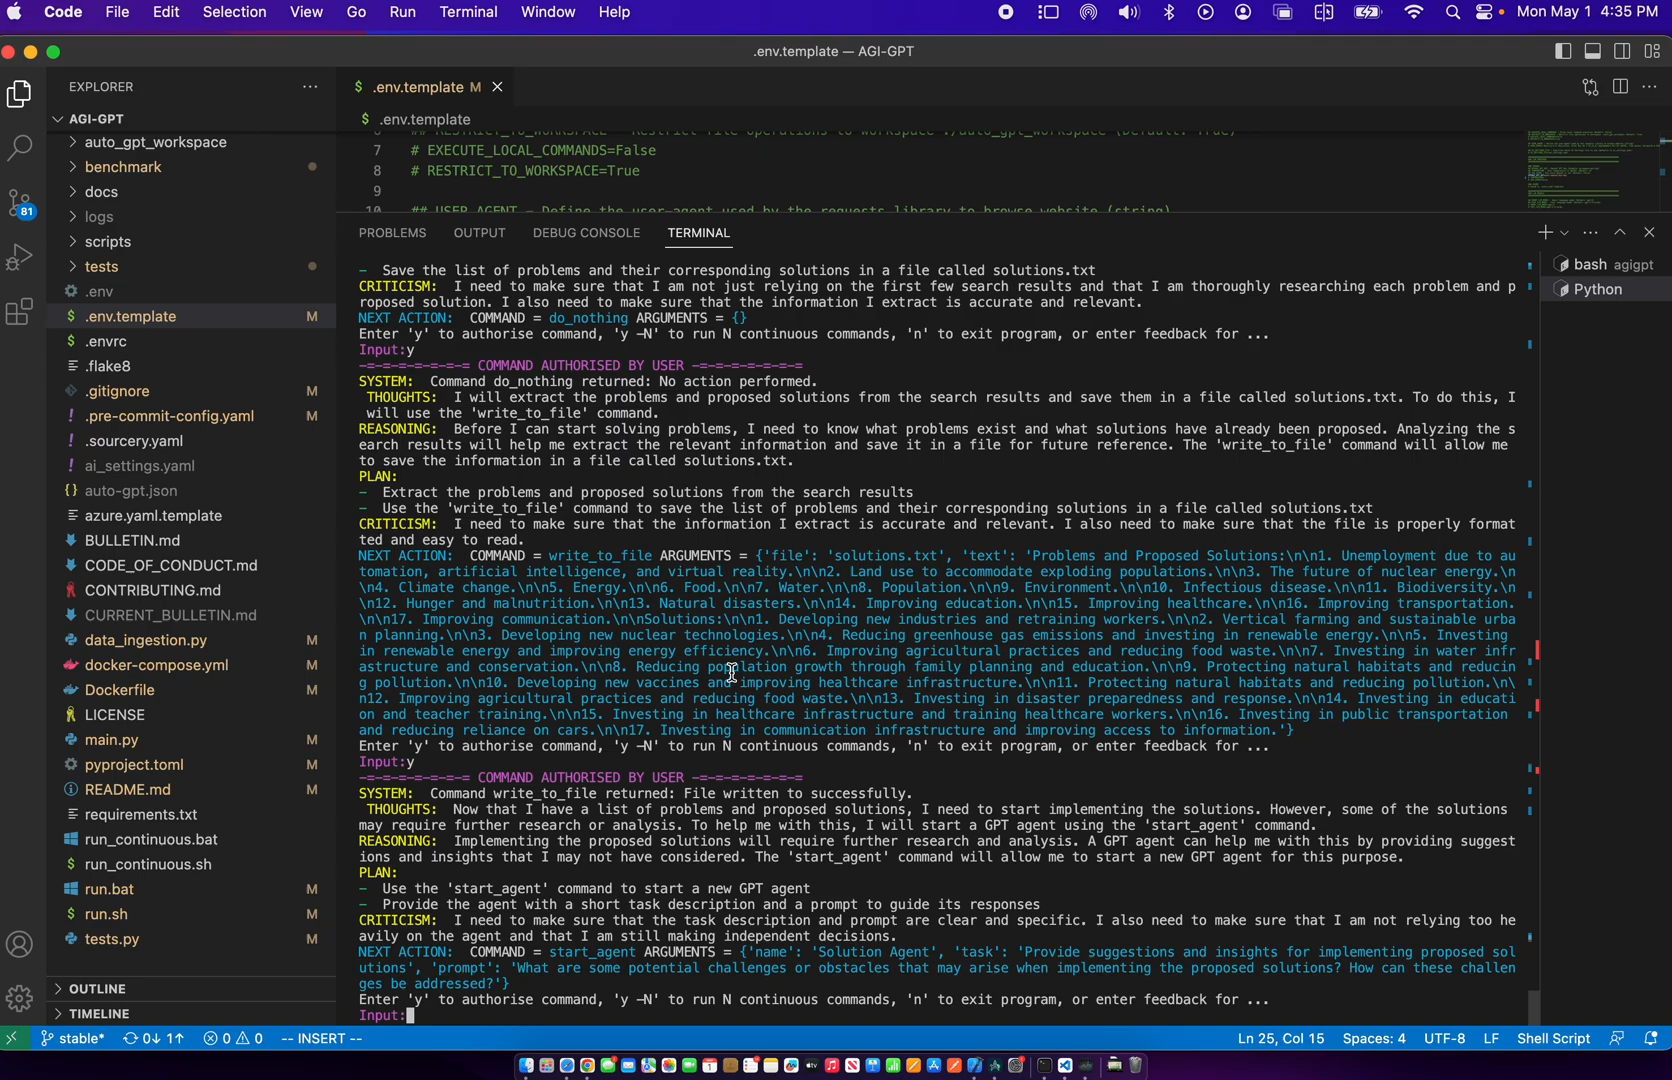 Code File Edit Selection View Go Run Terminal Window Help Mon May 1 4:35 PM
.env.template — AGI-GPT
EXPLORER
AGI-GPT
auto_gpt_workspace
benchmark
docs
logs
scripts
tests
.env
.env.template M
.envrc
.flake8
.gitignore M
.pre-commit-config.yaml M
.sourcery.yaml
ai_settings.yaml
auto-gpt.json
azure.yaml.template
BULLETIN.md
CODE_OF_CONDUCT.md
CONTRIBUTING.md
CURRENT_BULLETIN.md
data_ingestion.py M
docker-compose.yml M
Dockerfile M
LICENSE
main.py M
pyproject.toml M
README.md M
requirements.txt
run_continuous.bat
run_continuous.sh
run.bat M
run.sh M
tests.py M
OUTLINE
TIMELINE
81
$ .env.template M
$ .env.template
## RESTRICT_TO_WORKSPACE - Restrict file operations to workspace ./auto_gpt_workspace (Default: True)
7 # EXECUTE_LOCAL_COMMANDS=False
8 # RESTRICT_TO_WORKSPACE=True
9
10 ## USER_AGENT - Define the user-agent used by the requests library to browse website (string)
PROBLEMS OUTPUT DEBUG CONSOLE TERMINAL
bash agigpt
Python
- Save the list of problems and their corresponding solutions in a file called solutions.txt
CRITICISM: I need to make sure that I am not just relying on the first few search results and that I am thoroughly researching each problem and p
roposed solution. I also need to make sure that the information I extract is accurate and relevant.
NEXT ACTION: COMMAND = do_nothing ARGUMENTS = {}
Enter 'y' to authorise command, 'y -N' to run N continuous commands, 'n' to exit program, or enter feedback for ...
Input:y
-=-=-=-=-=-=-= COMMAND AUTHORISED BY USER -=-=-=-=-=-=-=
SYSTEM: Command do_nothing returned: No action performed.
THOUGHTS: I will extract the problems and proposed solutions from the search results and save them in a file called solutions.txt. To do this, I
will use the 'write_to_file' command.
REASONING: Before I can start solving problems, I need to know what problems exist and what solutions have already been proposed. Analyzing the s
earch results will help me extract the relevant information and save it in a file for future reference. The 'write_to_file' command will allow me
to save the information in a file called solutions.txt.
PLAN:
- Extract the problems and proposed solutions from the search results
- Use the 'write_to_file' command to save the list of problems and their corresponding solutions in a file called solutions.txt
CRITICISM: I need to make sure that the information I extract is accurate and relevant. I also need to make sure that the file is properly format
ted and easy to read.
NEXT ACTION: COMMAND = write_to_file ARGUMENTS = {'file': 'solutions.txt', 'text': 'Problems and Proposed Solutions:\n\n1. Unemployment due to au
tomation, artificial intelligence, and virtual reality.\n\n2. Land use to accommodate exploding populations.\n\n3. The future of nuclear energy.\n
\n4. Climate change.\n\n5. Energy.\n\n6. Food.\n\n7. Water.\n\n8. Population.\n\n9. Environment.\n\n10. Infectious disease.\n\n11. Biodiversity.\n
\n12. Hunger and malnutrition.\n\n13. Natural disasters.\n\n14. Improving education.\n\n15. Improving healthcare.\n\n16. Improving transportation.
\n\n17. Improving communication.\n\nSolutions:\n\n1. Developing new industries and retraining workers.\n\n2. Vertical farming and sustainable urba
n planning.\n\n3. Developing new nuclear technologies.\n\n4. Reducing greenhouse gas emissions and investing in renewable energy.\n\n5. Investing
in renewable energy and improving energy efficiency.\n\n6. Improving agricultural practices and reducing food waste.\n\n7. Investing in water infr
astructure and conservation.\n\n8. Reducing population growth through family planning and education.\n\n9. Protecting natural habitats and reducin
g pollution.\n\n10. Developing new vaccines and improving healthcare infrastructure.\n\n11. Protecting natural habitats and reducing pollution.\n\
n12. Improving agricultural practices and reducing food waste.\n\n13. Investing in disaster preparedness and response.\n\n14. Investing in educati
on and teacher training.\n\n15. Investing in healthcare infrastructure and training healthcare workers.\n\n16. Investing in public transportation
and reducing reliance on cars.\n\n17. Investing in communication infrastructure and improving access to information.'}
Enter 'y' to authorise command, 'y -N' to run N continuous commands, 'n' to exit program, or enter feedback for ...
Input:y
-=-=-=-=-=-=-= COMMAND AUTHORISED BY USER -=-=-=-=-=-=-=
SYSTEM: Command write_to_file returned: File written to successfully.
THOUGHTS: Now that I have a list of problems and proposed solutions, I need to start implementing the solutions. However, some of the solutions
may require further research or analysis. To help me with this, I will start a GPT agent using the 'start_agent' command.
REASONING: Implementing the proposed solutions will require further research and analysis. A GPT agent can help me with this by providing suggest
ions and insights that I may not have considered. The 'start_agent' command will allow me to start a new GPT agent for this purpose.
PLAN:
- Use the 'start_agent' command to start a new GPT agent
- Provide the agent with a short task description and a prompt to guide its responses
CRITICISM: I need to make sure that the task description and prompt are clear and specific. I also need to make sure that I am not relying too he
avily on the agent and that I am still making independent decisions.
NEXT ACTION: COMMAND = start_agent ARGUMENTS = {'name': 'Solution Agent', 'task': 'Provide suggestions and insights for implementing proposed sol
utions', 'prompt': 'What are some potential challenges or obstacles that may arise when implementing the proposed solutions? How can these challen
ges be addressed?'}
Enter 'y' to authorise command, 'y -N' to run N continuous commands, 'n' to exit program, or enter feedback for ...
Input:
stable* 0↓ 1↑ 0 0 -- INSERT -- Ln 25, Col 15 Spaces: 4 UTF-8 LF Shell Script